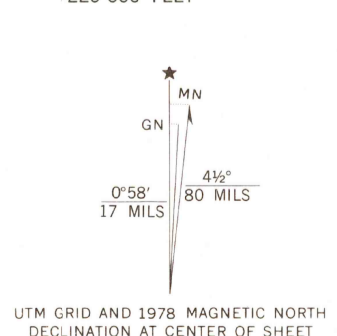 MN
GN
0°58'
17 MILS
4½°
80 MILS
UTM GRID AND 1978 MAGNETIC NORTH
DECLINATION AT CENTER OF SHEET